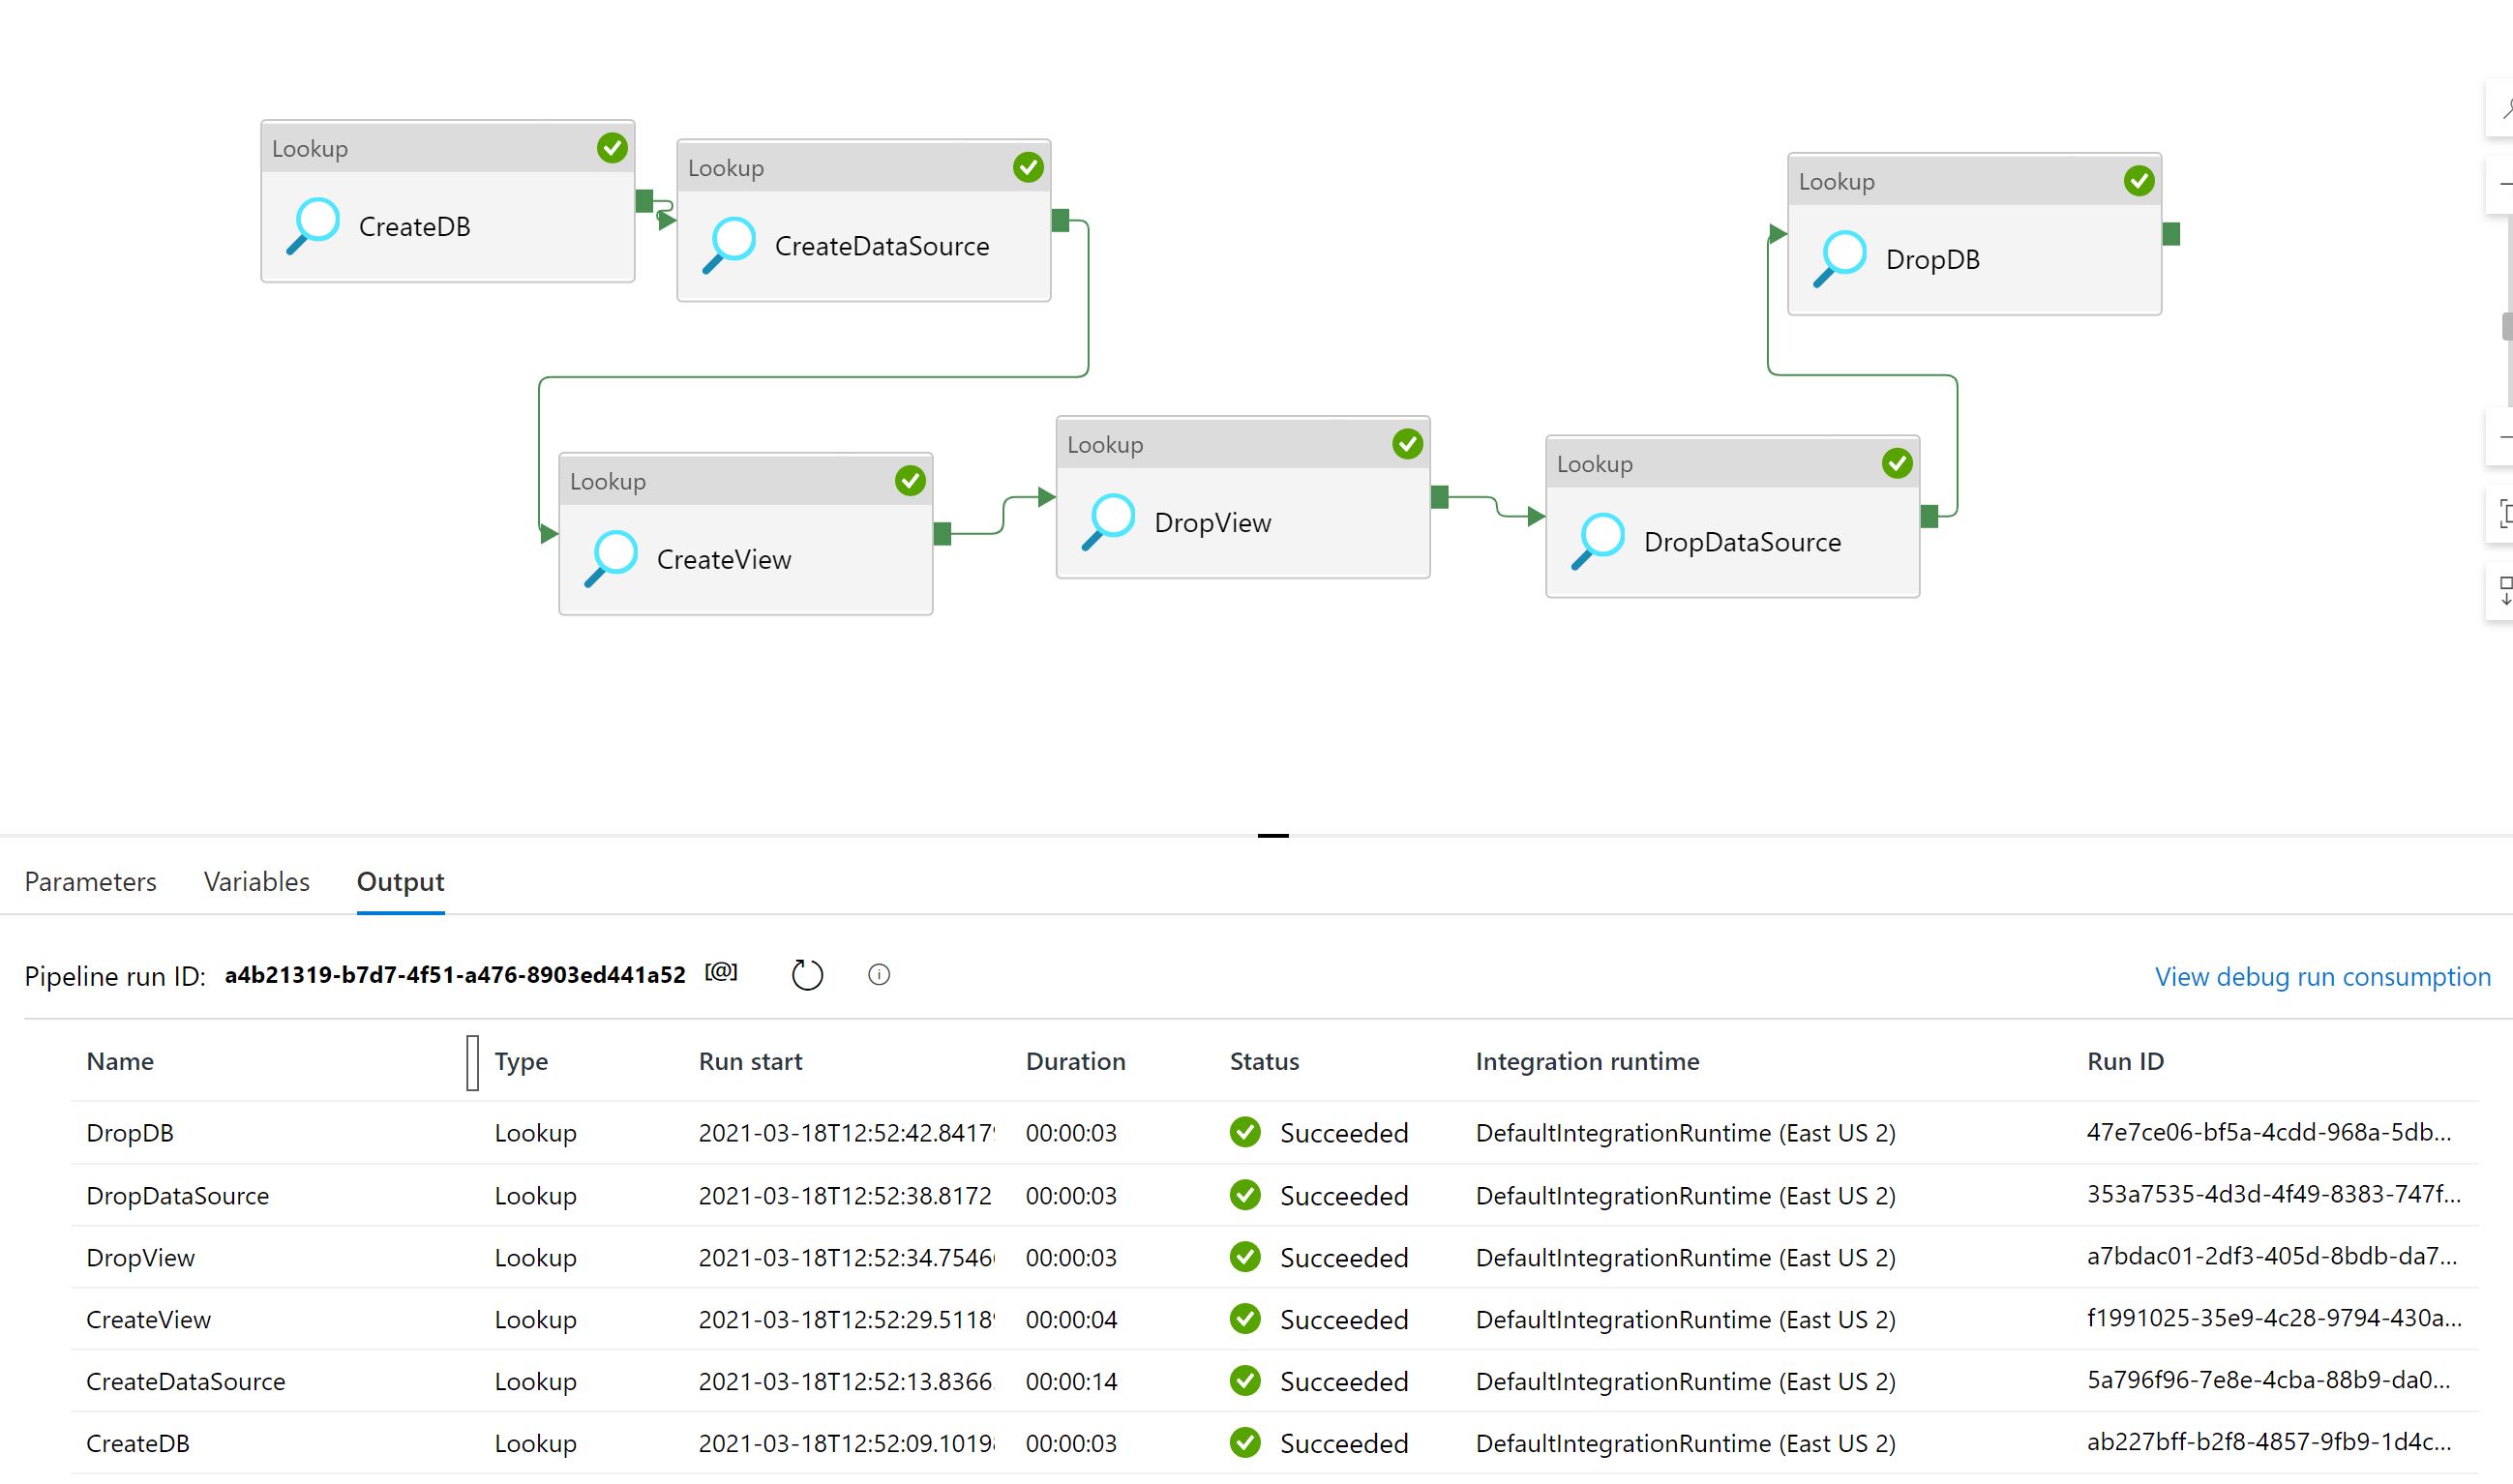 Lookup
CreateDB
Lookup
CreateDataSource
Lookup
DropDB
Lookup
CreateView
Lookup
DropView
Lookup
DropDataSource
Parameters Variables Output
Pipeline run ID: a4b21319-b7d7-4f51-a476-8903ed441a52 [@] View debug run consumption
Name Type Run start Duration Status Integration runtime Run ID
DropDB Lookup 2021-03-18T12:52:42.8417 00:00:03 Succeeded DefaultIntegrationRuntime (East US 2) 47e7ce06-bf5a-4cdd-968a-5db...
DropDataSource Lookup 2021-03-18T12:52:38.8172 00:00:03 Succeeded DefaultIntegrationRuntime (East US 2) 353a7535-4d3d-4f49-8383-747f...
DropView Lookup 2021-03-18T12:52:34.7546 00:00:03 Succeeded DefaultIntegrationRuntime (East US 2) a7bdac01-2df3-405d-8bdb-da7...
CreateView Lookup 2021-03-18T12:52:29.5118 00:00:04 Succeeded DefaultIntegrationRuntime (East US 2) f1991025-35e9-4c28-9794-430a...
CreateDataSource Lookup 2021-03-18T12:52:13.8366 00:00:14 Succeeded DefaultIntegrationRuntime (East US 2) 5a796f96-7e8e-4cba-88b9-da0...
CreateDB Lookup 2021-03-18T12:52:09.1019 00:00:03 Succeeded DefaultIntegrationRuntime (East US 2) ab227bff-b2f8-4857-9fb9-1d4c...